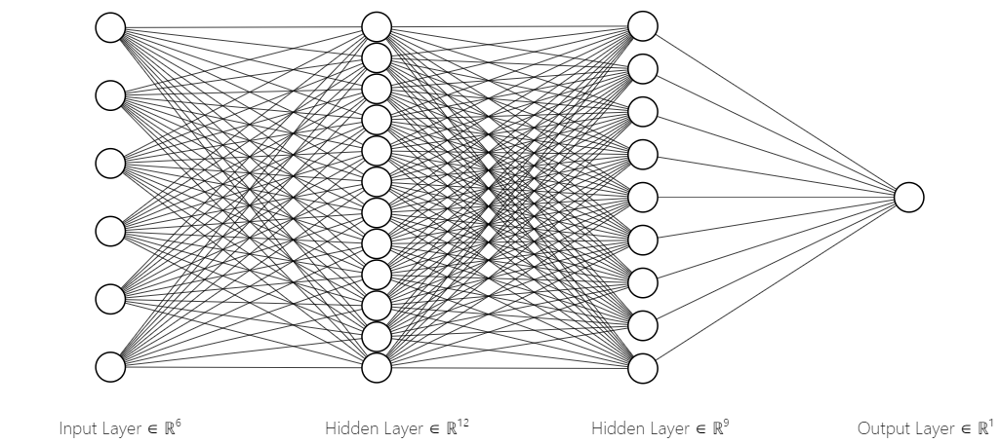 Input Layer ∈ ℝ⁶
Hidden Layer ∈ ℝ¹²
Hidden Layer ∈ ℝ⁹
Output Layer ∈ ℝ¹